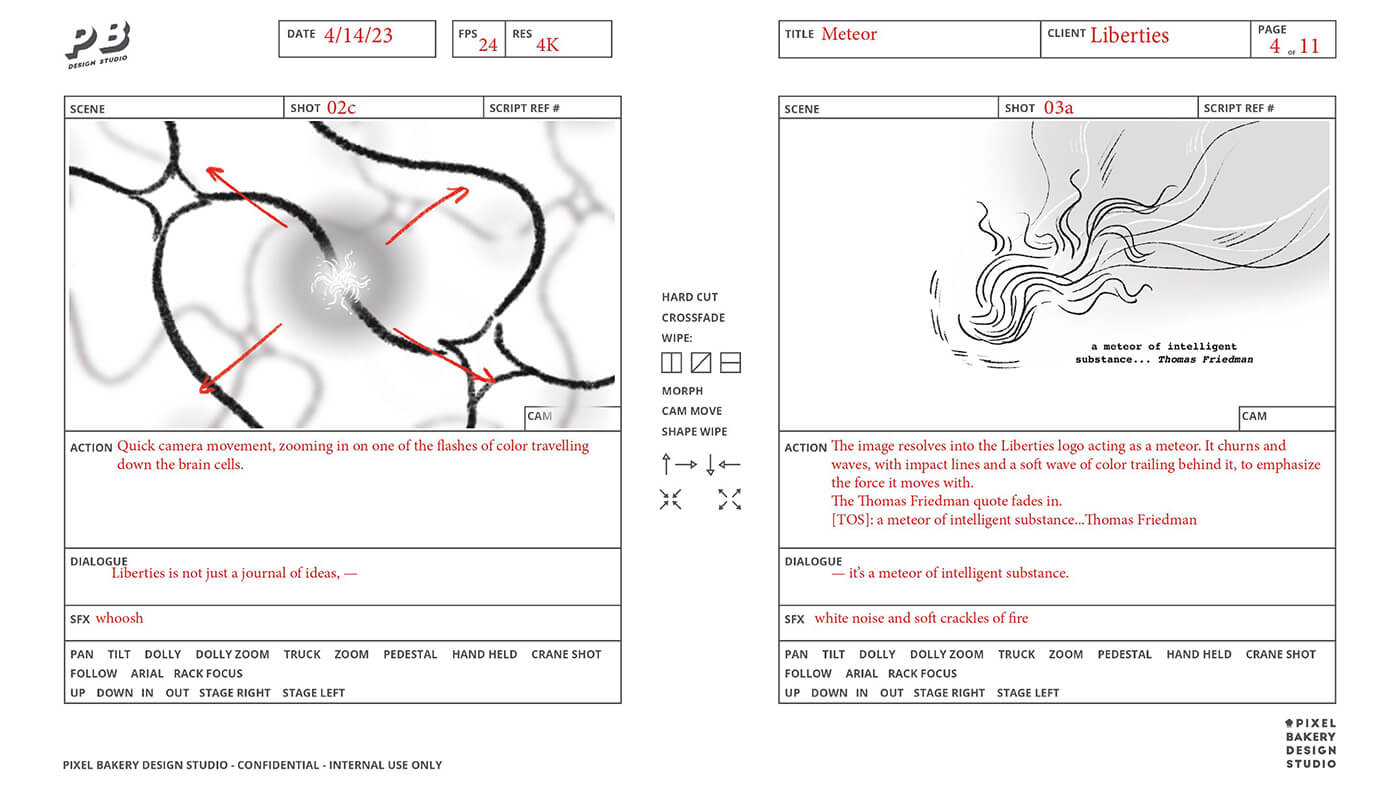 PB
DESIGN STUDIO
DATE 4/14/23
FPS 24
RES 4K
TITLE Meteor
CLIENT Liberties
PAGE
4 OF 11
SCENE
SHOT 02c
SCRIPT REF #
CAM
ACTION Quick camera movement, zooming in on one of the flashes of color travelling
down the brain cells.
DIALOGUE
Liberties is not just a journal of ideas, —
SFX whoosh
PAN TILT DOLLY DOLLY ZOOM TRUCK ZOOM PEDESTAL HAND HELD CRANE SHOT
FOLLOW ARIAL RACK FOCUS
UP DOWN IN OUT STAGE RIGHT STAGE LEFT
HARD CUT
CROSSFADE
WIPE:
MORPH
CAM MOVE
SHAPE WIPE
SCENE
SHOT 03a
SCRIPT REF #
a meteor of intelligent
substance... Thomas Friedman
CAM
ACTION The image resolves into the Liberties logo acting as a meteor. It churns and
waves, with impact lines and a soft wave of color trailing behind it, to emphasize
the force it moves with.
The Thomas Friedman quote fades in.
[TOS]: a meteor of intelligent substance...Thomas Friedman
DIALOGUE
— it's a meteor of intelligent substance.
SFX white noise and soft crackles of fire
PAN TILT DOLLY DOLLY ZOOM TRUCK ZOOM PEDESTAL HAND HELD CRANE SHOT
FOLLOW ARIAL RACK FOCUS
UP DOWN IN OUT STAGE RIGHT STAGE LEFT
PIXEL BAKERY DESIGN STUDIO - CONFIDENTIAL - INTERNAL USE ONLY
PIXEL
BAKERY
DESIGN
STUDIO